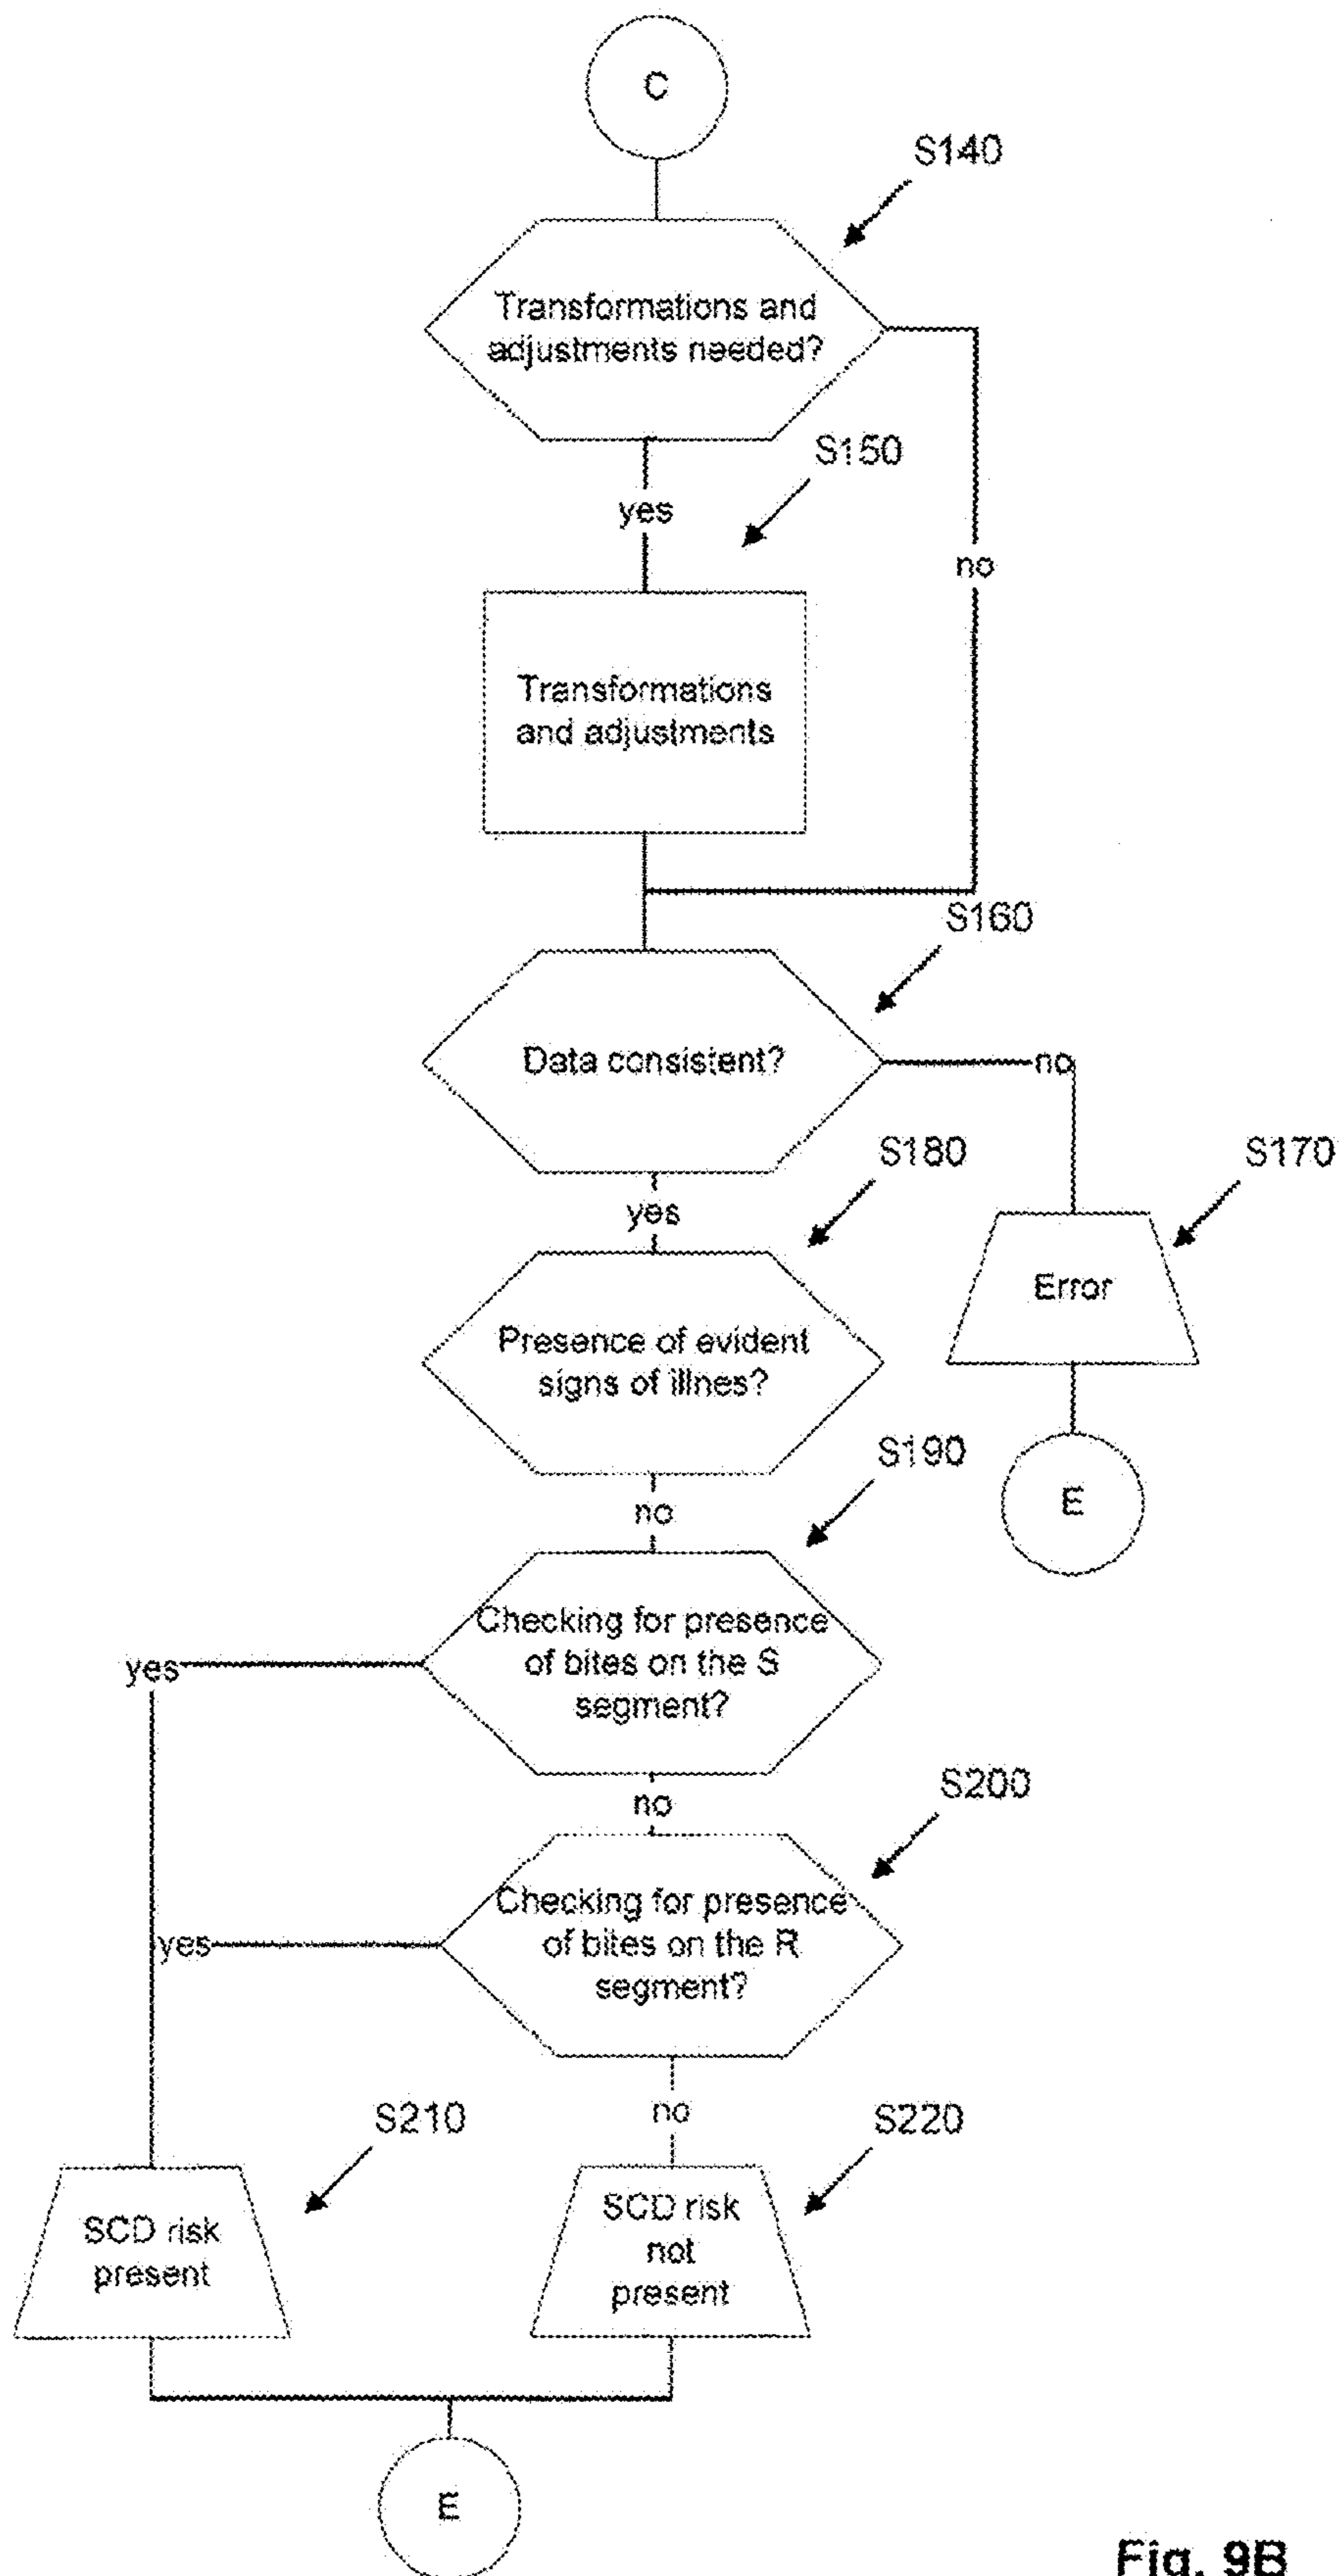 C
S140
Transformations and
adjustments needed?
S150
yes
no
Transformations
and adjustments
S160
Data consistent?
no
S180
S170
yes
Error
Presence of evident
signs of illnes?
S190
E
no
Checking for presence
of bites on the S
segment?
yes
S200
no
Checking for presence
of bites on the R
segment?
yes
S210
no
S220
SCD risk
present
SCD risk
not
present
E
Fig. 9B